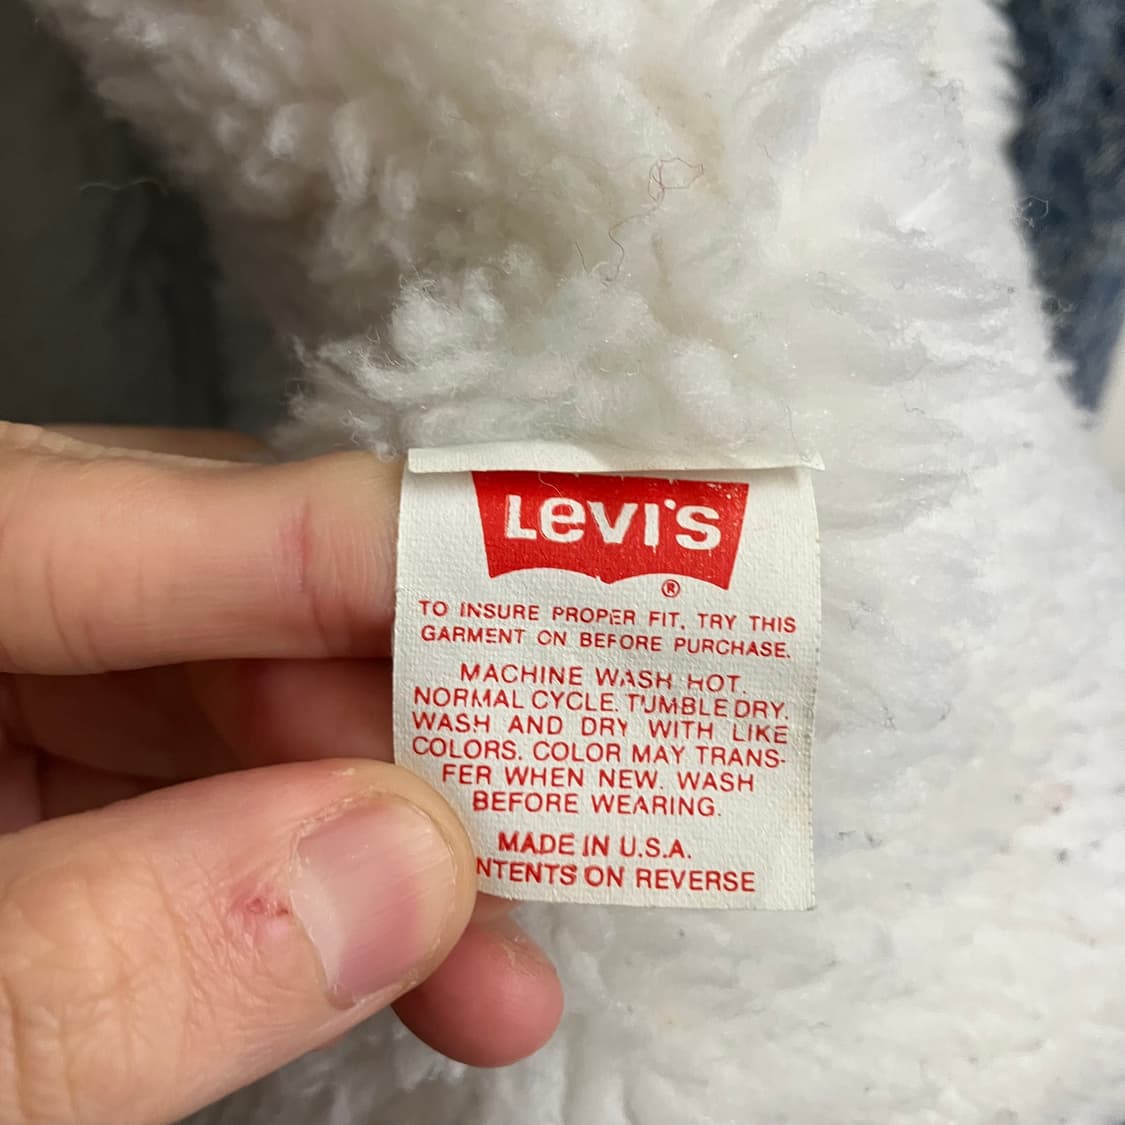 LEVI'S
®
TO INSURE PROPER FIT, TRY THIS
GARMENT ON BEFORE PURCHASE.
MACHINE WASH HOT.
NORMAL CYCLE. TUMBLE DRY.
WASH AND DRY WITH LIKE
COLORS. COLOR MAY TRANS-
FER WHEN NEW. WASH
BEFORE WEARING.
MADE IN U.S.A.
NTENTS ON REVERSE